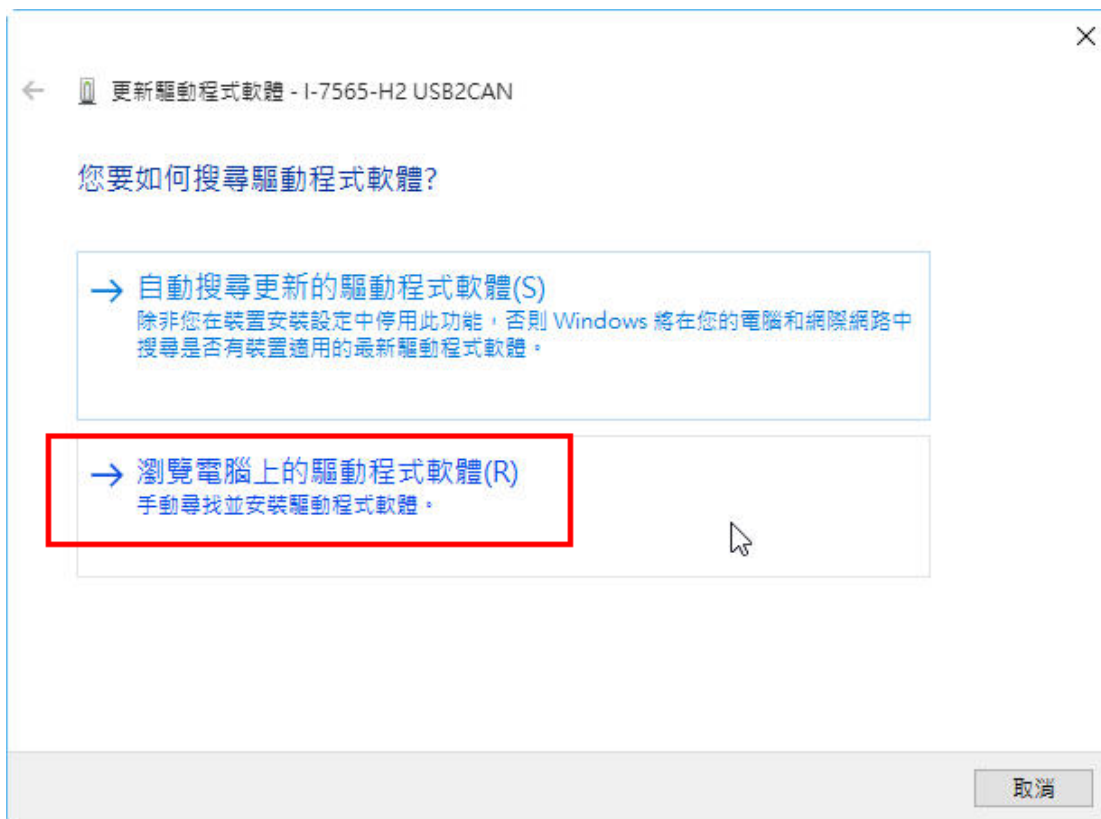 更新驅動程式軟體 - I-7565-H2 USB2CAN
您要如何搜尋驅動程式軟體?
自動搜尋更新的驅動程式軟體(S)
除非您在裝置安裝設定中停用此功能，否則 Windows 將在您的電腦和網際網路中
搜尋是否有裝置適用的最新驅動程式軟體。
瀏覽電腦上的驅動程式軟體(R)
手動尋找並安裝驅動程式軟體。
取消